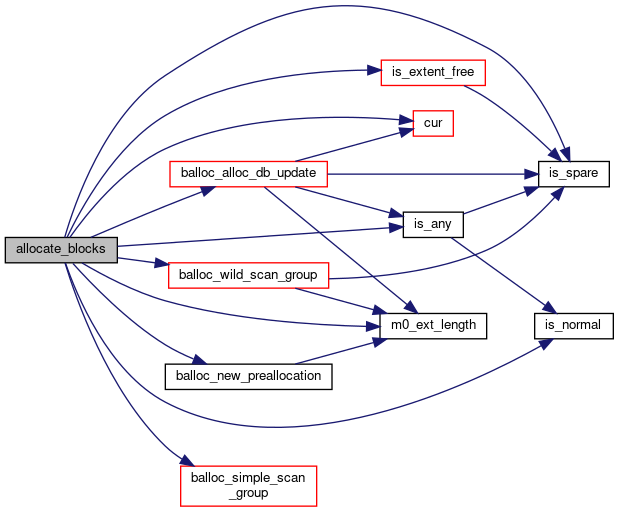 is_extent_free
cur
balloc_alloc_db_update
is_spare
is_any
allocate_blocks
balloc_wild_scan_group
m0_ext_length
is_normal
balloc_new_preallocation
balloc_simple_scan
_group